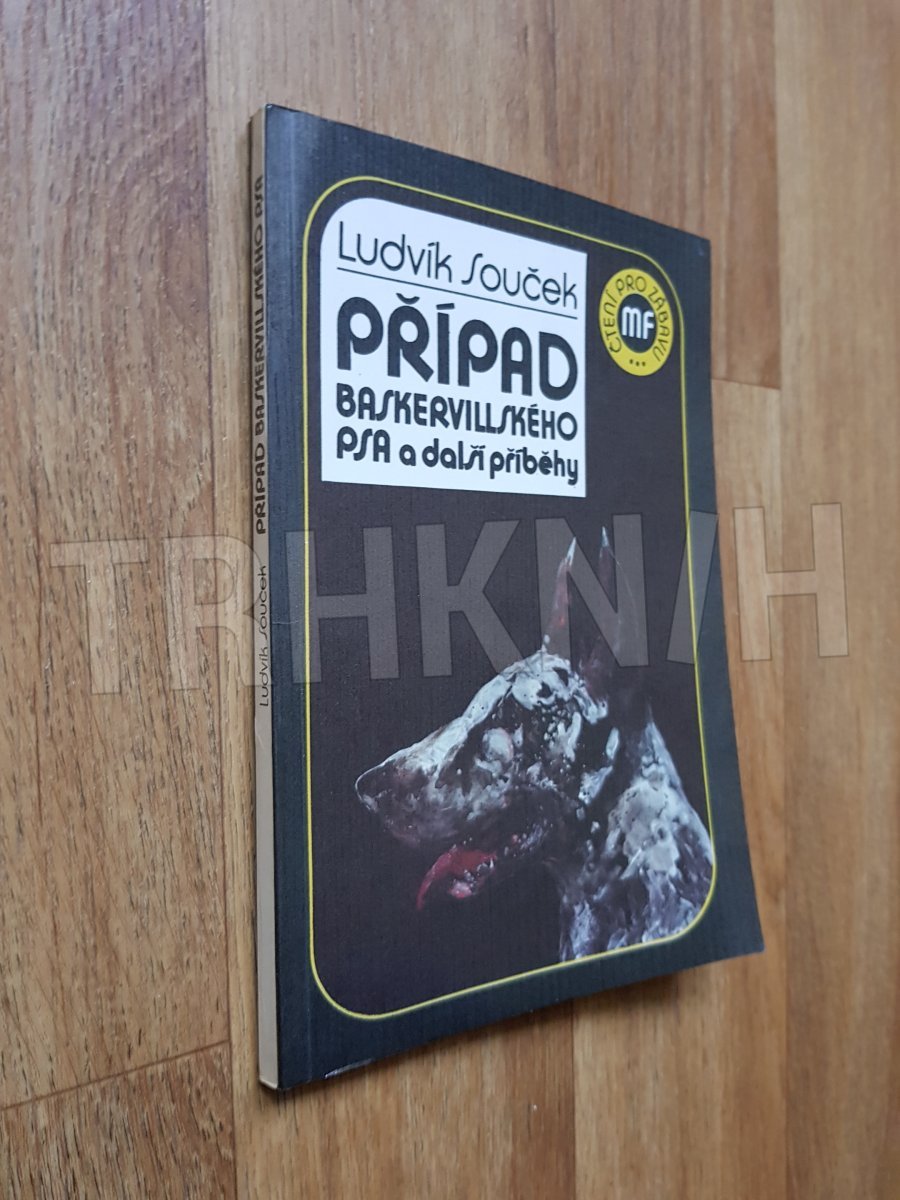 Ludvík Souček
PŘÍPAD
BASKERVILLSKÉHO
PSA a další příběhy
ČTENÍ PRO ZÁBAVU
MF
Ludvík Souček PŘÍPAD BASKERVILLSKÉHO PSA
TRHKNIH